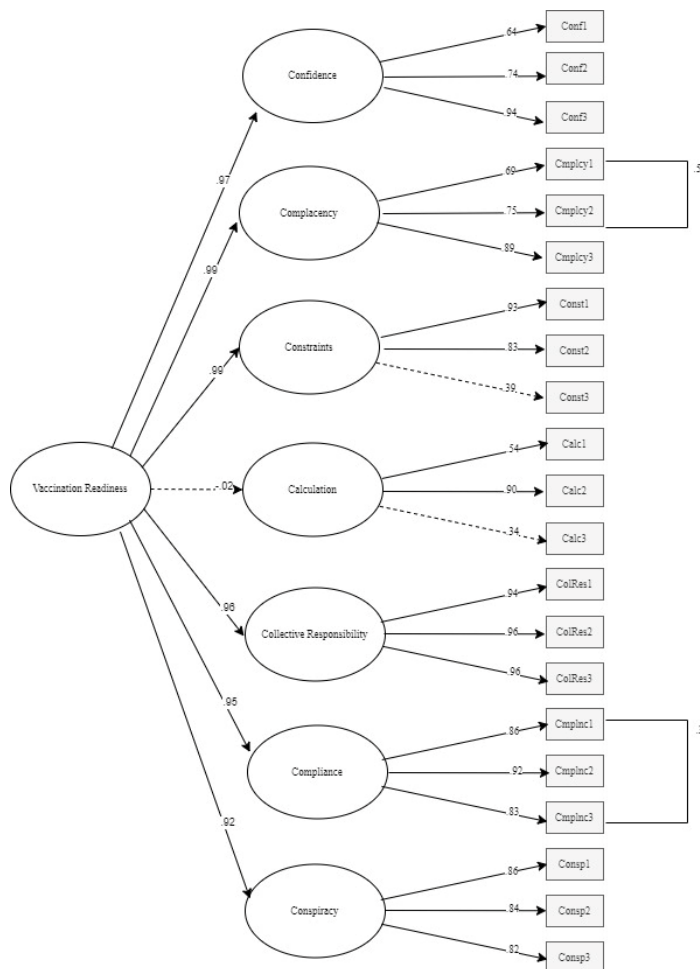 .64
Conf1
Confidence
.74
Conf2
.94
Conf3
.97
.69
Cmplcy1
Complacency
.75
Cmplcy2
.89
Cmplcy3
.99
.93
Const1
Constraints
.83
Const2
.39
Const3
.99
.54
Calc1
Vaccination Readiness
-.02
Calculation
.90
Calc2
.34
Calc3
.94
ColRes1
.96
Collective Responsibility
.96
ColRes2
.96
ColRes3
.95
.86
Cmplnc1
Compliance
.92
Cmplnc2
.83
Cmplnc3
.92
.86
Consp1
Conspiracy
.84
Consp2
.82
Consp3